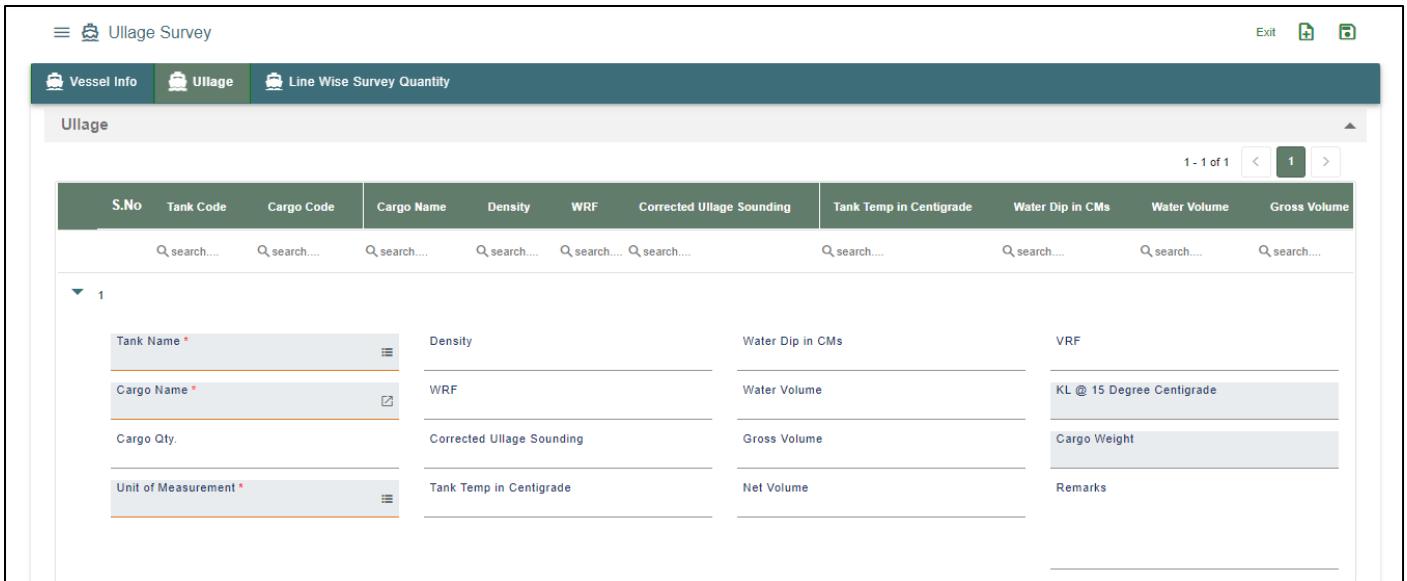 Ullage Survey
Exit
Vessel Info Ullage Line Wise Survey Quantity
Ullage
1 - 1 of 1 < 1 >
S.No Tank Code Cargo Code Cargo Name Density WRF Corrected Ullage Sounding Tank Temp in Centigrade Water Dip in CMs Water Volume Gross Volume
search.... search.... search.... search.... search.... search.... search.... search.... search.... search....
1
Tank Name * Density Water Dip in CMs VRF
Cargo Name * WRF Water Volume KL @ 15 Degree Centigrade
Cargo Qty. Corrected Ullage Sounding Gross Volume Cargo Weight
Unit of Measurement * Tank Temp in Centigrade Net Volume Remarks